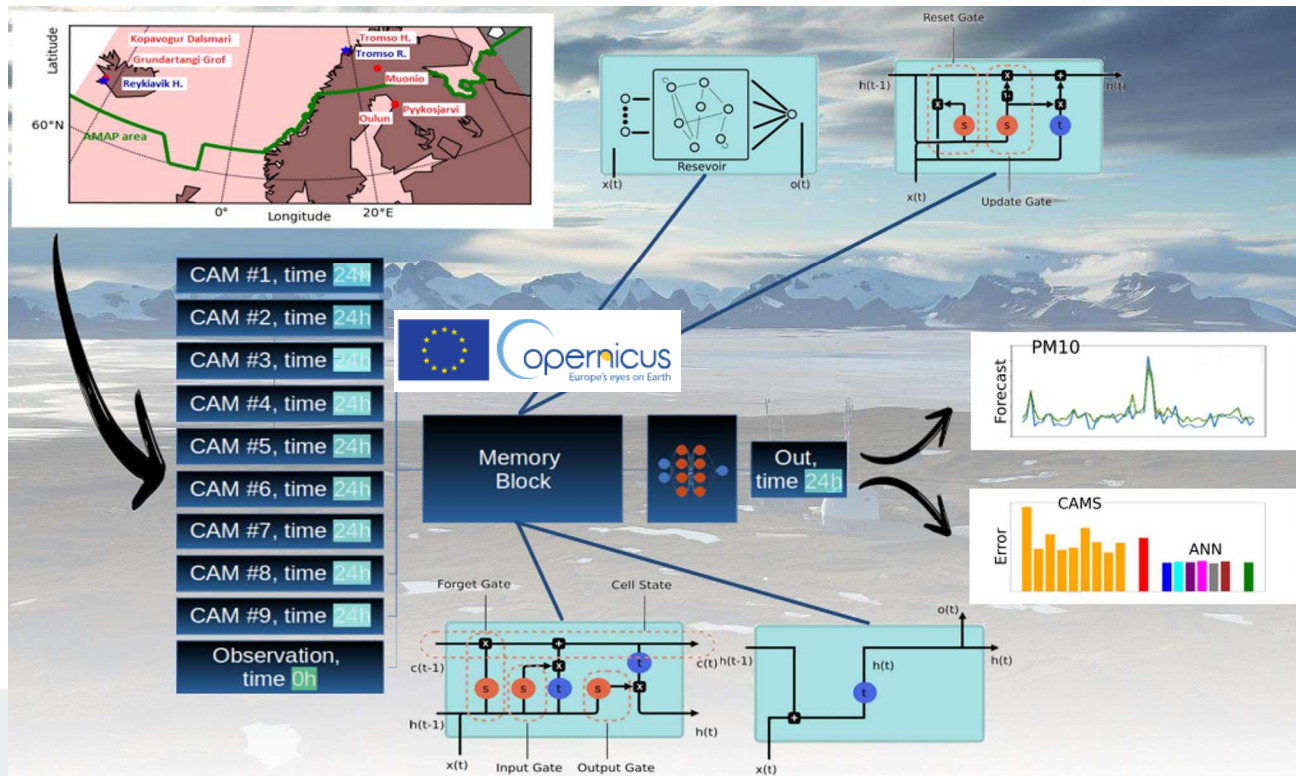 Latitude
Kopavogur Dalsmari
Grundartangi Grof
Reykiavik H.
Tromso H.
Tromso R.
Muonio
Pyykosjarvi
Oulun
60°N
AMAP area
0°
Longitude
20°E
Resevoir
x(t)
o(t)
Reset Gate
h(t-1)
h(t)
x
+
1-
x
x
s
s
t
x(t)
Update Gate
CAM #1, time 24h
CAM #2, time 24h
CAM #3, time 24h
CAM #4, time 24h
CAM #5, time 24h
CAM #6, time 24h
CAM #7, time 24h
CAM #8, time 24h
CAM #9, time 24h
Observation,
time 0h
opernicus
Europe's eyes on Earth
Memory
Block
Out,
time 24h
PM10
Forecast
CAMS
Error
ANN
Forget Gate
Cell State
c(t-1)
c(t)
x
+
x
t
s
s
t
s
x
h(t-1)
h(t)
x(t)
Input Gate
Output Gate
o(t)
h(t-1)
h(t)
h(t)
t
+
x(t)